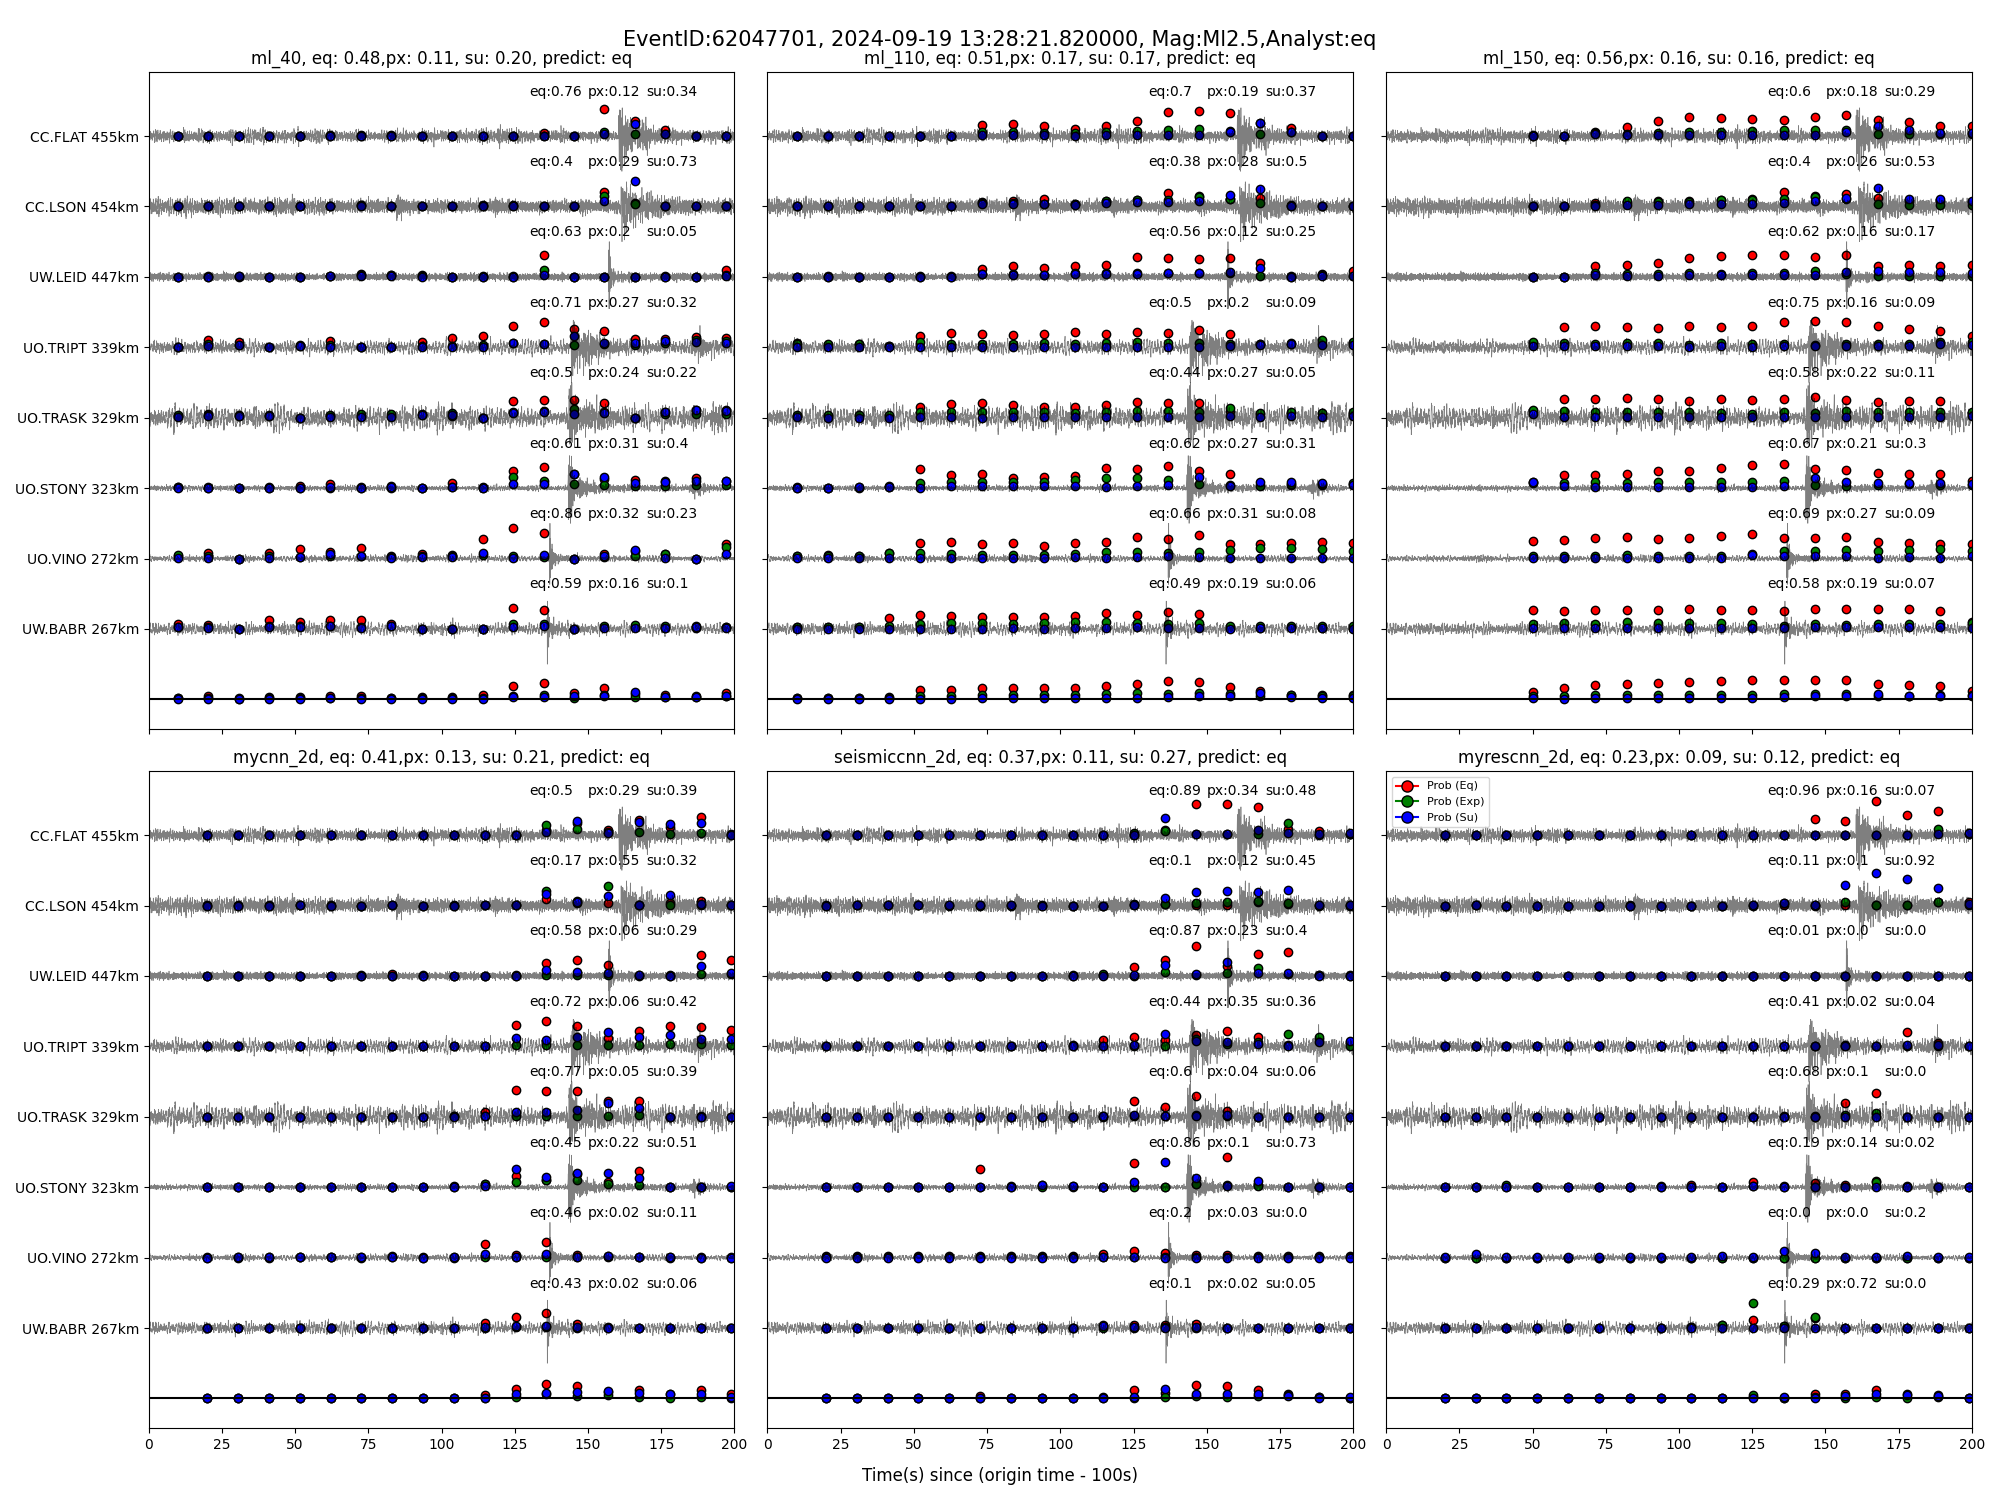 EventID:62047701, 2024-09-19 13:28:21.820000, Mag:Ml2.5,Analyst:eq
ml_40, eq: 0.48,px: 0.11, su: 0.20, predict: eq
eq:0.76 px:0.12 su:0.34
CC.FLAT 455km
eq:0.4 px:0.29 su:0.73
CC.LSON 454km
eq:0.63 px:0.2 su:0.05
UW.LEID 447km
eq:0.71 px:0.27 su:0.32
UO.TRIPT 339km
eq:0.5 px:0.24 su:0.22
UO.TRASK 329km
eq:0.61 px:0.31 su:0.4
UO.STONY 323km
eq:0.86 px:0.32 su:0.23
UO.VINO 272km
eq:0.59 px:0.16 su:0.1
UW.BABR 267km
ml_110, eq: 0.51,px: 0.17, su: 0.17, predict: eq
eq:0.7 px:0.19 su:0.37
eq:0.38 px:0.28 su:0.5
eq:0.56 px:0.12 su:0.25
eq:0.5 px:0.2 su:0.09
eq:0.44 px:0.27 su:0.05
eq:0.62 px:0.27 su:0.31
eq:0.66 px:0.31 su:0.08
eq:0.49 px:0.19 su:0.06
ml_150, eq: 0.56,px: 0.16, su: 0.16, predict: eq
eq:0.6 px:0.18 su:0.29
eq:0.4 px:0.26 su:0.53
eq:0.62 px:0.16 su:0.17
eq:0.75 px:0.16 su:0.09
eq:0.58 px:0.22 su:0.11
eq:0.67 px:0.21 su:0.3
eq:0.69 px:0.27 su:0.09
eq:0.58 px:0.19 su:0.07
mycnn_2d, eq: 0.41,px: 0.13, su: 0.21, predict: eq
eq:0.5 px:0.29 su:0.39
CC.FLAT 455km
eq:0.17 px:0.55 su:0.32
CC.LSON 454km
eq:0.58 px:0.06 su:0.29
UW.LEID 447km
eq:0.72 px:0.06 su:0.42
UO.TRIPT 339km
eq:0.77 px:0.05 su:0.39
UO.TRASK 329km
eq:0.45 px:0.22 su:0.51
UO.STONY 323km
eq:0.46 px:0.02 su:0.11
UO.VINO 272km
eq:0.43 px:0.02 su:0.06
UW.BABR 267km
0 25 50 75 100 125 150 175 200
seismiccnn_2d, eq: 0.37,px: 0.11, su: 0.27, predict: eq
eq:0.89 px:0.34 su:0.48
eq:0.1 px:0.12 su:0.45
eq:0.87 px:0.23 su:0.4
eq:0.44 px:0.35 su:0.36
eq:0.6 px:0.04 su:0.06
eq:0.86 px:0.1 su:0.73
eq:0.2 px:0.03 su:0.0
eq:0.1 px:0.02 su:0.05
0 25 50 75 100 125 150 175 200
myrescnn_2d, eq: 0.23,px: 0.09, su: 0.12, predict: eq
Prob (Eq)
Prob (Exp)
Prob (Su)
eq:0.96 px:0.16 su:0.07
eq:0.11 px:0.1 su:0.92
eq:0.01 px:0.0 su:0.0
eq:0.41 px:0.02 su:0.04
eq:0.68 px:0.1 su:0.0
eq:0.19 px:0.14 su:0.02
eq:0.0 px:0.0 su:0.2
eq:0.29 px:0.72 su:0.0
0 25 50 75 100 125 150 175 200
Time(s) since (origin time - 100s)